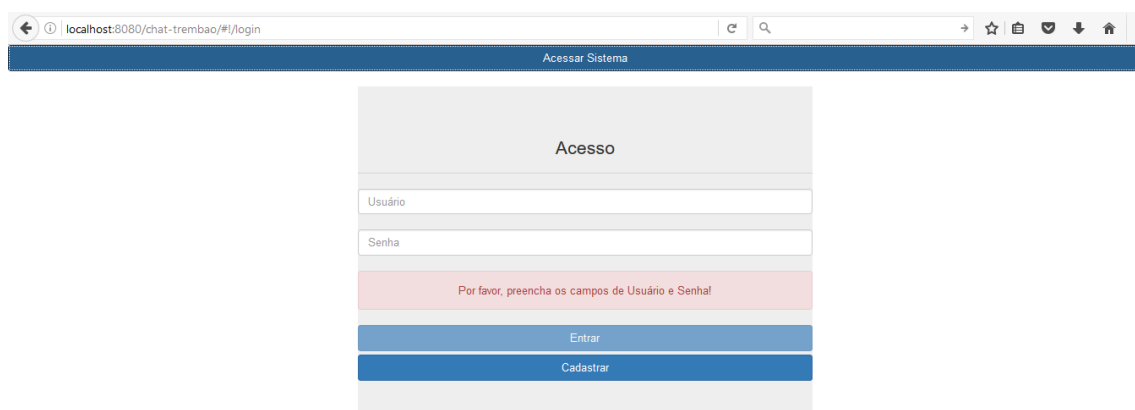 localhost:8080/chat-trembao/#!/login
Acessar Sistema
Acesso
Usuário
Senha
Por favor, preencha os campos de Usuário e Senha!
Entrar
Cadastrar